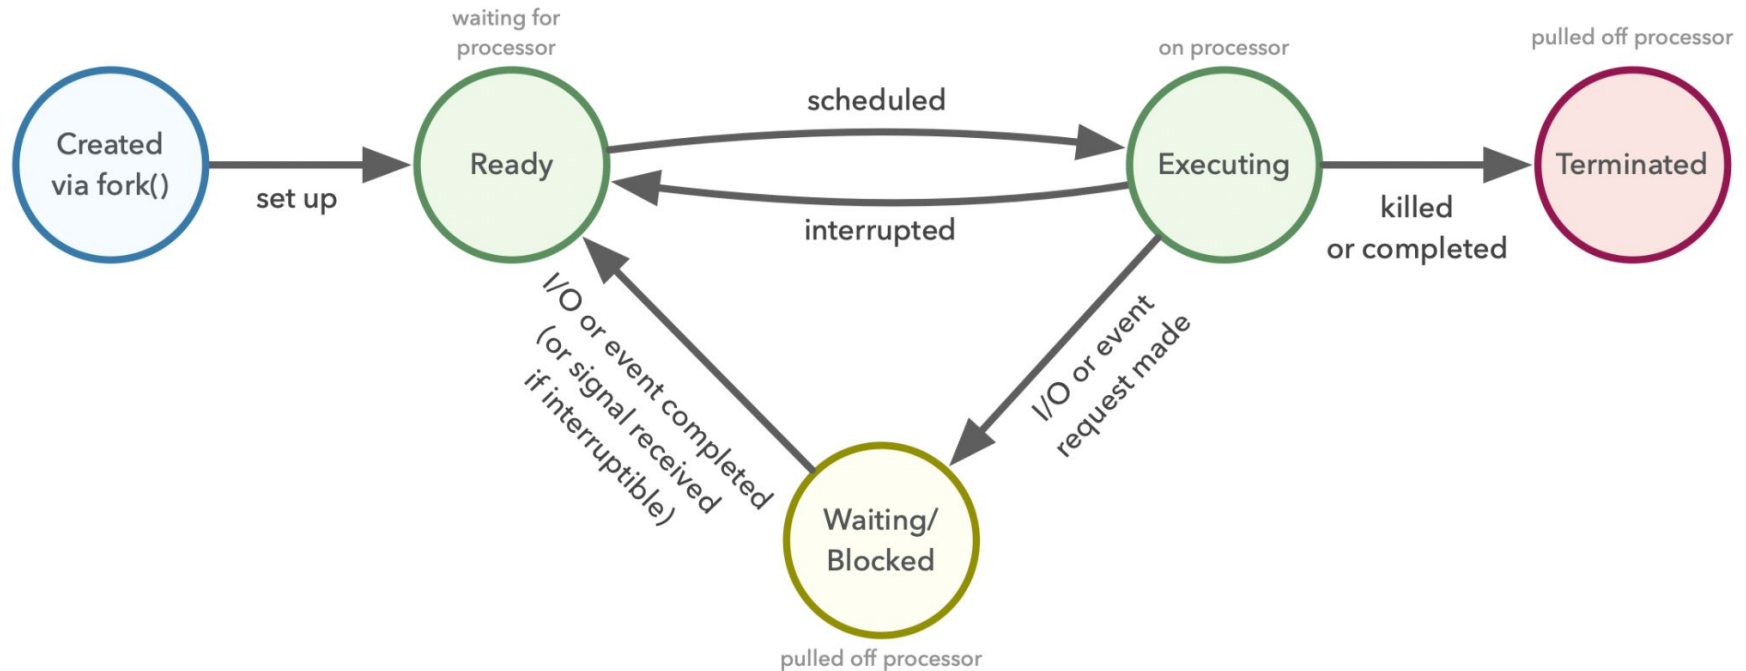 waiting for
processor
on processor
pulled off processor
Created
via fork()
set up
Ready
scheduled
interrupted
Executing
killed
or completed
Terminated
I/O or event completed
(or signal received
if interruptible)
I/O or event
request made
Waiting/
Blocked
pulled off processor